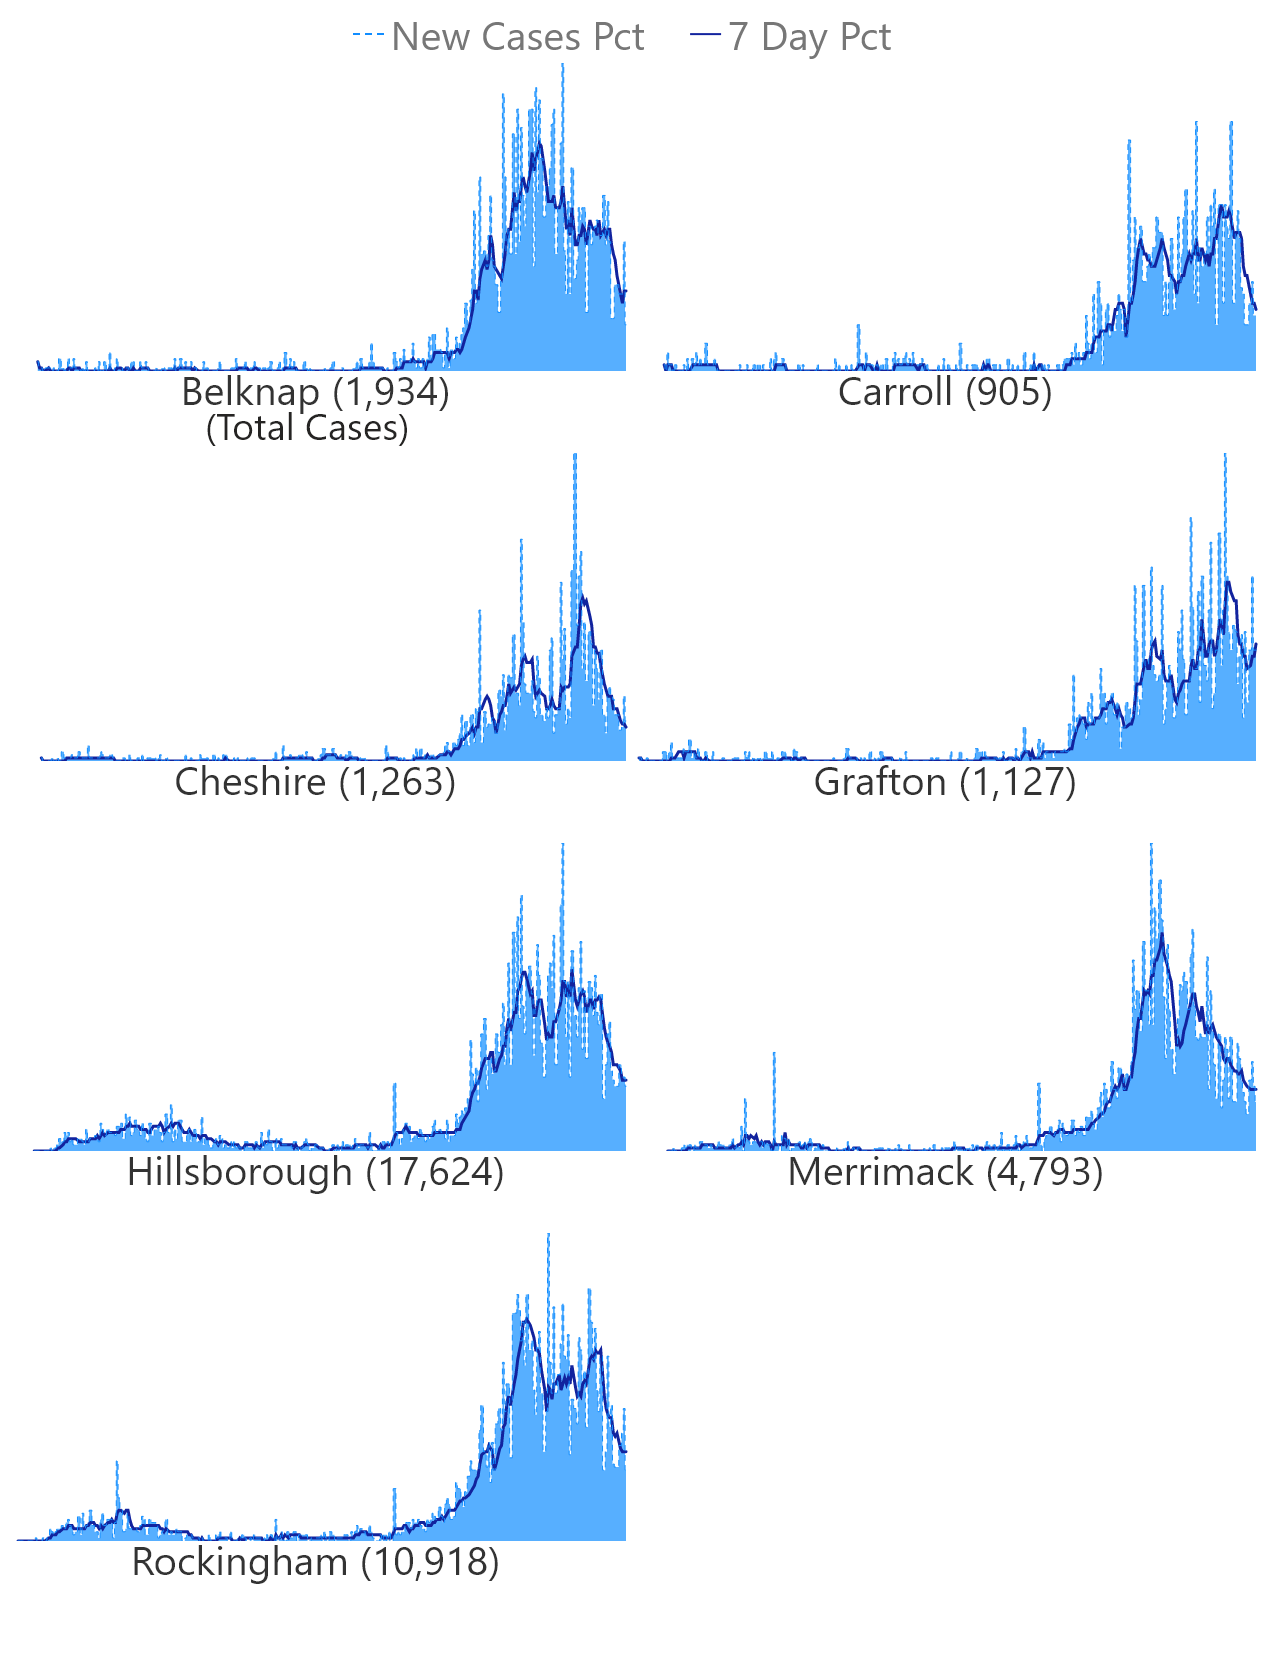 New Cases Pct 7 Day Pct
Belknap (1,934) Carroll (905)
(Total Cases)
Cheshire (1,263) Grafton (1,127)
Hillsborough (17,624) Merrimack (4,793)
Rockingham (10,918)